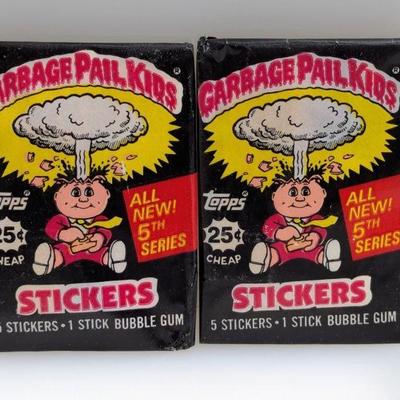 GARBAGE PAIL KIDS ®
TOPPS
25¢
CHEAP
ALL
NEW!
5TH
SERIES
STICKERS
5 STICKERS • 1 STICK BUBBLE GUM
GARBAGE PAIL KIDS ®
TOPPS
25¢
CHEAP
ALL
NEW!
5TH
SERIES
STICKERS
5 STICKERS • 1 STICK BUBBLE GUM